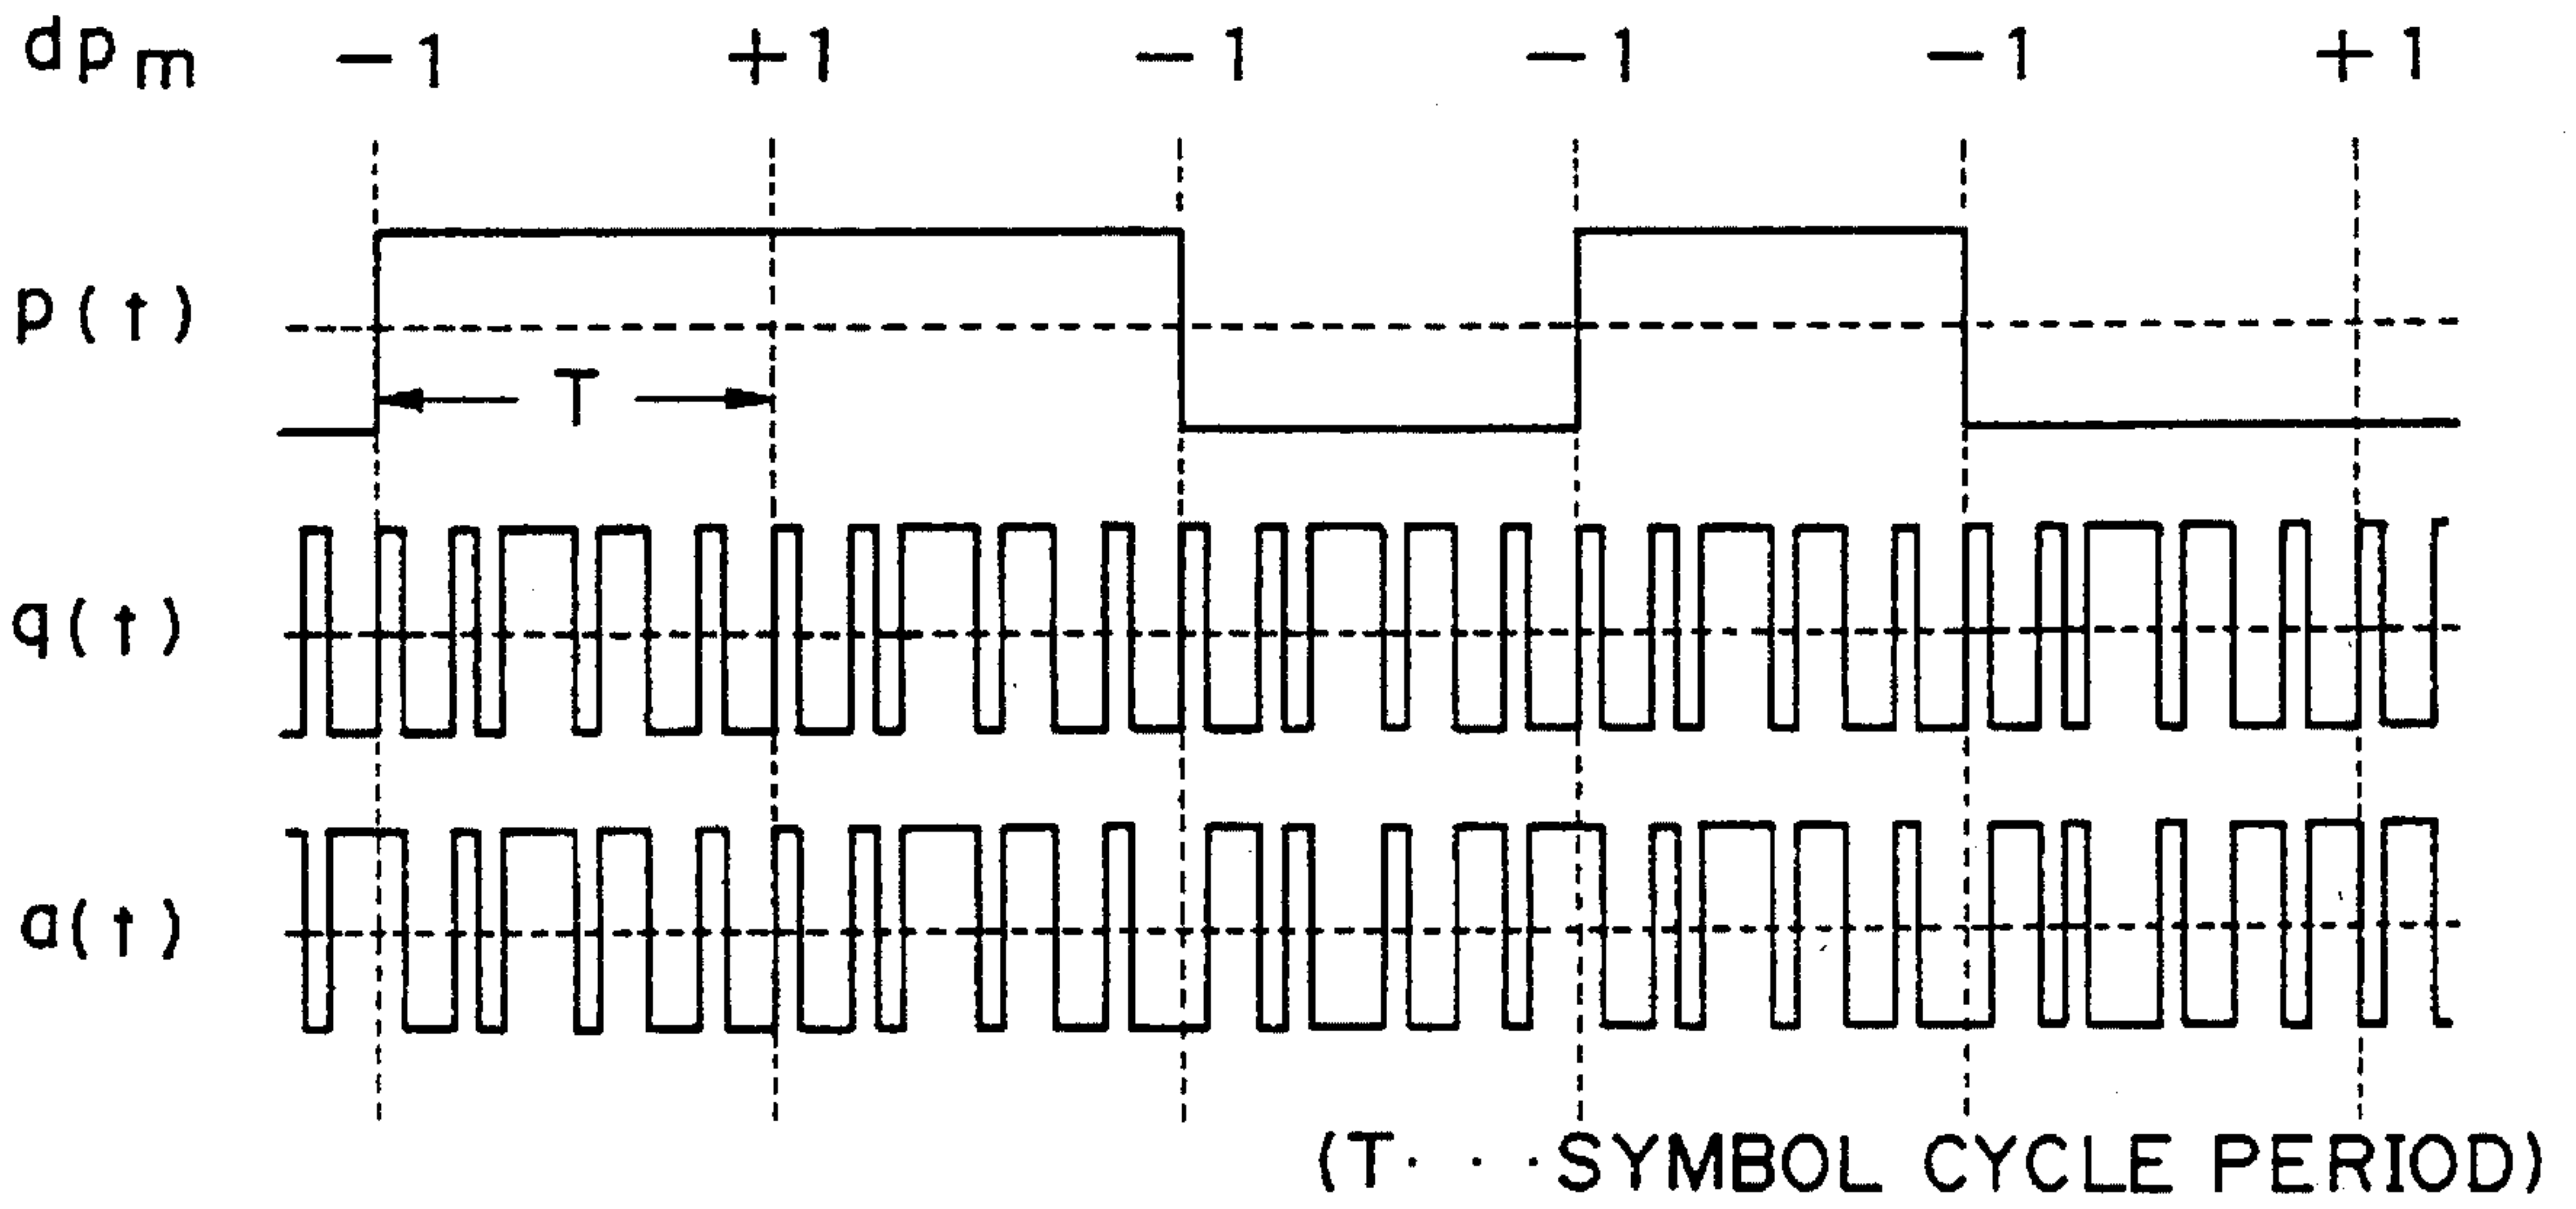 dpm −1 +1 −1 −1 −1 +1
p(t)
T
q(t)
a(t)
(T···SYMBOL CYCLE PERIOD)